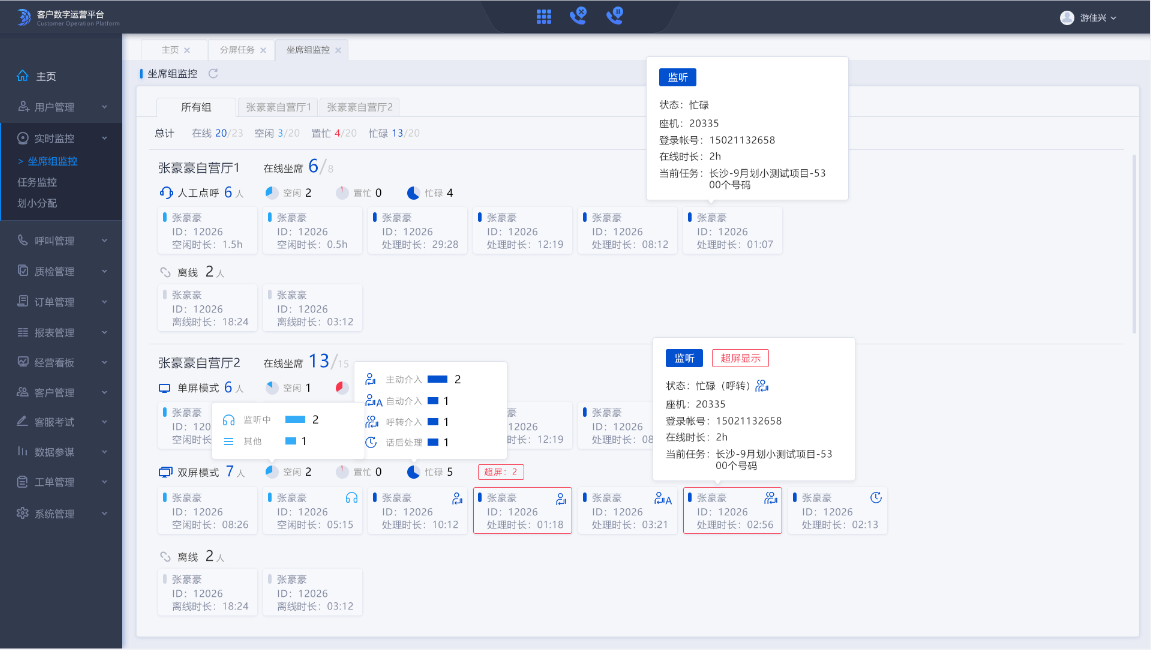 客户数字运营平台
Customer Operation Platform
游佳兴
主页
用户管理
实时监控
> 坐席组监控
任务监控
划小分配
呼叫管理
质检管理
订单管理
报表管理
经营看板
客户管理
客服考试
数据参谋
工单管理
系统管理
主页 × 分屏任务 × 坐席组监控 ×
坐席组监控
所有组 张豪豪自营厅1 张豪豪自营厅2
总计 在线 20/23 空闲 3/20 置忙 4/20 忙碌 13/20
张豪豪自营厅1 在线坐席 6/8
人工点呼 6人 空闲 2 置忙 0 忙碌 4
张豪豪
ID：12026
空闲时长：1.5h
张豪豪
ID：12026
空闲时长：0.5h
张豪豪
ID：12026
处理时长：29:28
张豪豪
ID：12026
处理时长：12:19
张豪豪
ID：12026
处理时长：08:12
张豪豪
ID：12026
处理时长：01:07
监听
状态：忙碌
座机：20335
登录帐号：15021132658
在线时长：2h
当前任务：长沙-9月划小测试项目-53
00个号码
离线 2人
张豪豪
ID：12026
离线时长：18:24
张豪豪
ID：12026
离线时长：03:12
张豪豪自营厅2 在线坐席 13/15
单屏模式 6人 空闲 1
张豪豪
ID：12026
空闲时
监听中 2
其他 1
主动介入 2
自动介入 1
呼转介入 1
话后处理 1
豪
12026
时长：12:19
张豪豪
ID：12026
处理时长：08
监听 超屏显示
状态：忙碌（呼转）
座机：20335
登录帐号：15021132658
在线时长：2h
当前任务：长沙-9月划小测试项目-53
00个号码
双屏模式 7人 空闲 2 置忙 0 忙碌 5 超屏：2
张豪豪
ID：12026
空闲时长：08:26
张豪豪
ID：12026
空闲时长：05:15
张豪豪
ID：12026
处理时长：10:12
张豪豪
ID：12026
处理时长：01:18
张豪豪
ID：12026
处理时长：03:21
张豪豪
ID：12026
处理时长：02:56
张豪豪
ID：12026
处理时长：02:13
离线 2人
张豪豪
ID：12026
离线时长：18:24
张豪豪
ID：12026
离线时长：03:12